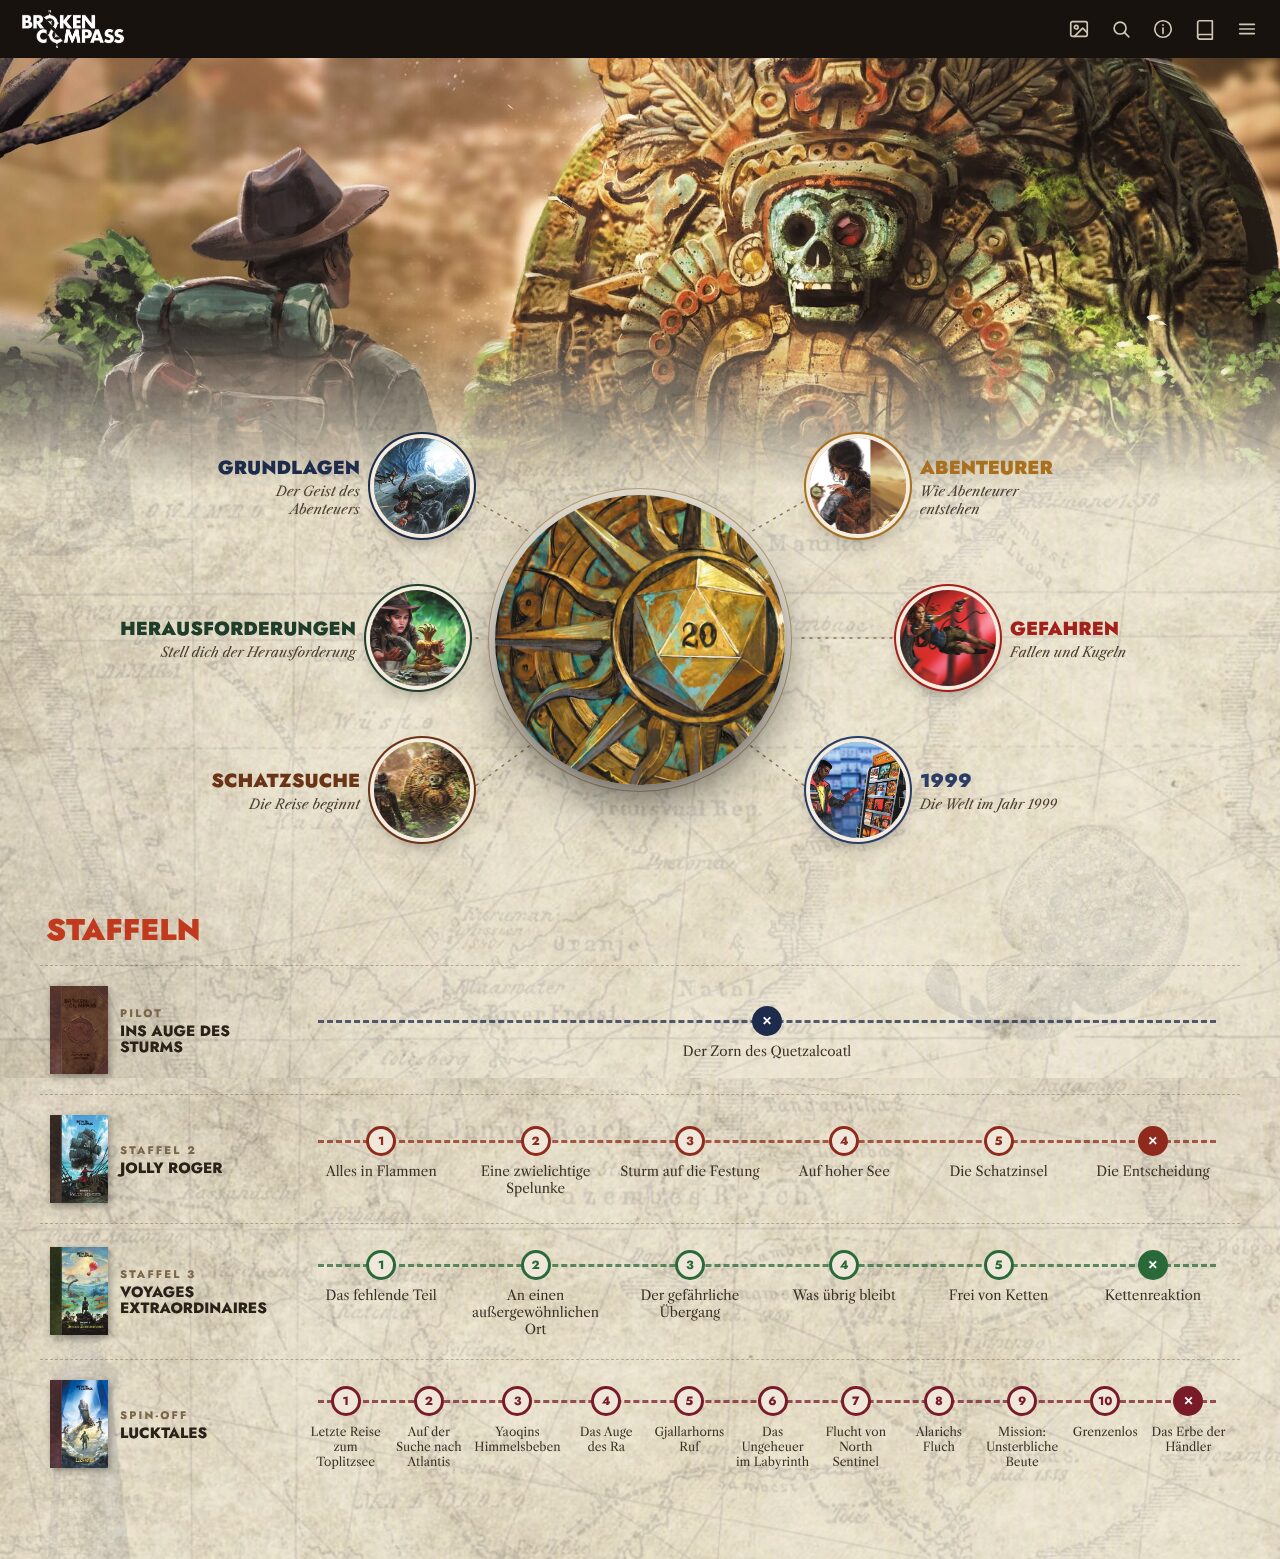 BROKEN
COMPASS
GRUNDLAGEN
Der Geist des
Abenteuers
ABENTEURER
Wie Abenteurer
entstehen
20
HERAUSFORDERUNGEN
Stell dich der Herausforderung
GEFAHREN
Fallen und Kugeln
SCHATZSUCHE
Die Reise beginnt
1999
Die Welt im Jahr 1999
STAFFELN
PILOT
INS AUGE DES
STURMS
Der Zorn des Quetzalcoatl
STAFFEL 2
JOLLY ROGER
1 2 3 4 5
Alles in Flammen
Eine zwielichtige
Spelunke
Sturm auf die Festung
Auf hoher See
Die Schatzinsel
Die Entscheidung
STAFFEL 3
VOYAGES
EXTRAORDINAIRES
1 2 3 4 5
Das fehlende Teil
An einen
außergewöhnlichen
Ort
Der gefährliche
Übergang
Was übrig bleibt
Frei von Ketten
Kettenreaktion
SPIN-OFF
LUCKTALES
1 2 3 4 5 6 7 8 9 10
Letzte Reise
zum
Toplitzsee
Auf der
Suche nach
Atlantis
Yaoqins
Himmelsbeben
Das Auge
des Ra
Gjallarhorns
Ruf
Das
Ungeheuer
im Labyrinth
Flucht von
North
Sentinel
Alarichs
Fluch
Mission:
Unsterbliche
Beute
Grenzenlos
Das Erbe der
Händler